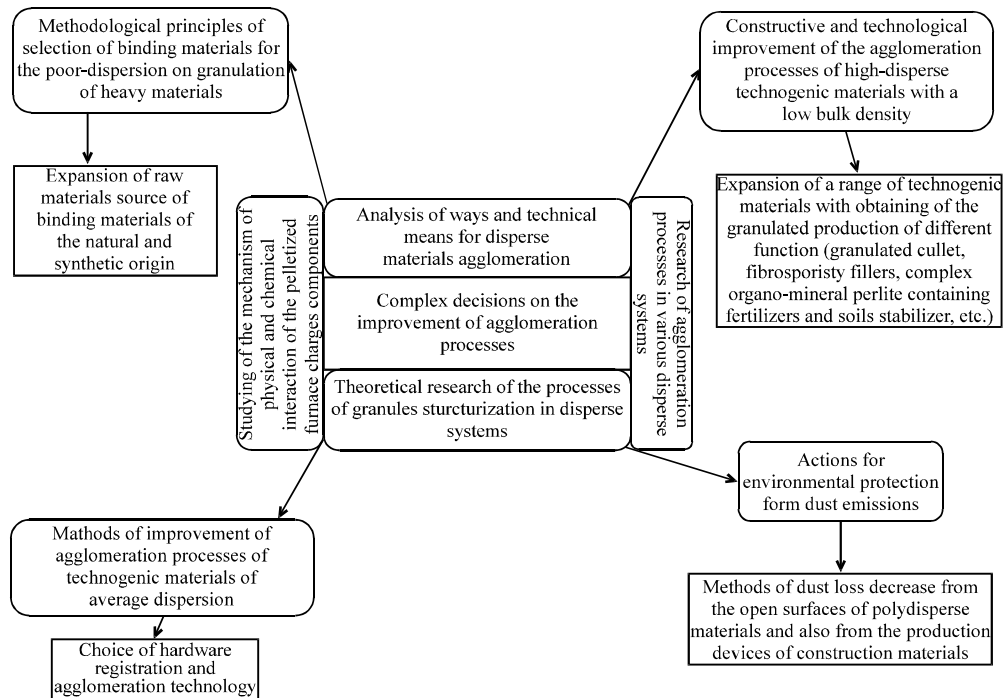 Methodological principles of
selection of binding materials for
the poor-dispersion on granulation
of heavy materials
Expansion of raw
materials source of
binding materials of
the natural and
synthetic origin
Constructive and technological
improvement of the agglomeration
processes of high-disperse
technogenic materials with a
low bulk density
Expansion of a range of technogenic
materials with obtaining of the
granulated production of different
function (granulated cullet,
fibrosporisty fillers, complex
organo-mineral perlite containing
fertilizers and soils stabilizer, etc.)
Studying of the mechanism of
physical and chemical
interaction of the pelletized
furnace charges components
Analysis of ways and technical
means for disperse
materials agglomeration
Complex decisions on the
improvement of agglomeration
processes
Theoretical research of the processes
of granules sturcturization in disperse
systems
Research of agglomeration
processes in various disperse
systems
Mathods of improvement of
agglomeration processes of
technogenic materials of
average dispersion
Choice of hardware
registration and
agglomeration technology
Actions for
environmental protection
form dust emissions
Methods of dust loss decrease from
the open surfaces of polydisperse
materials and also from the production
devices of construction materials